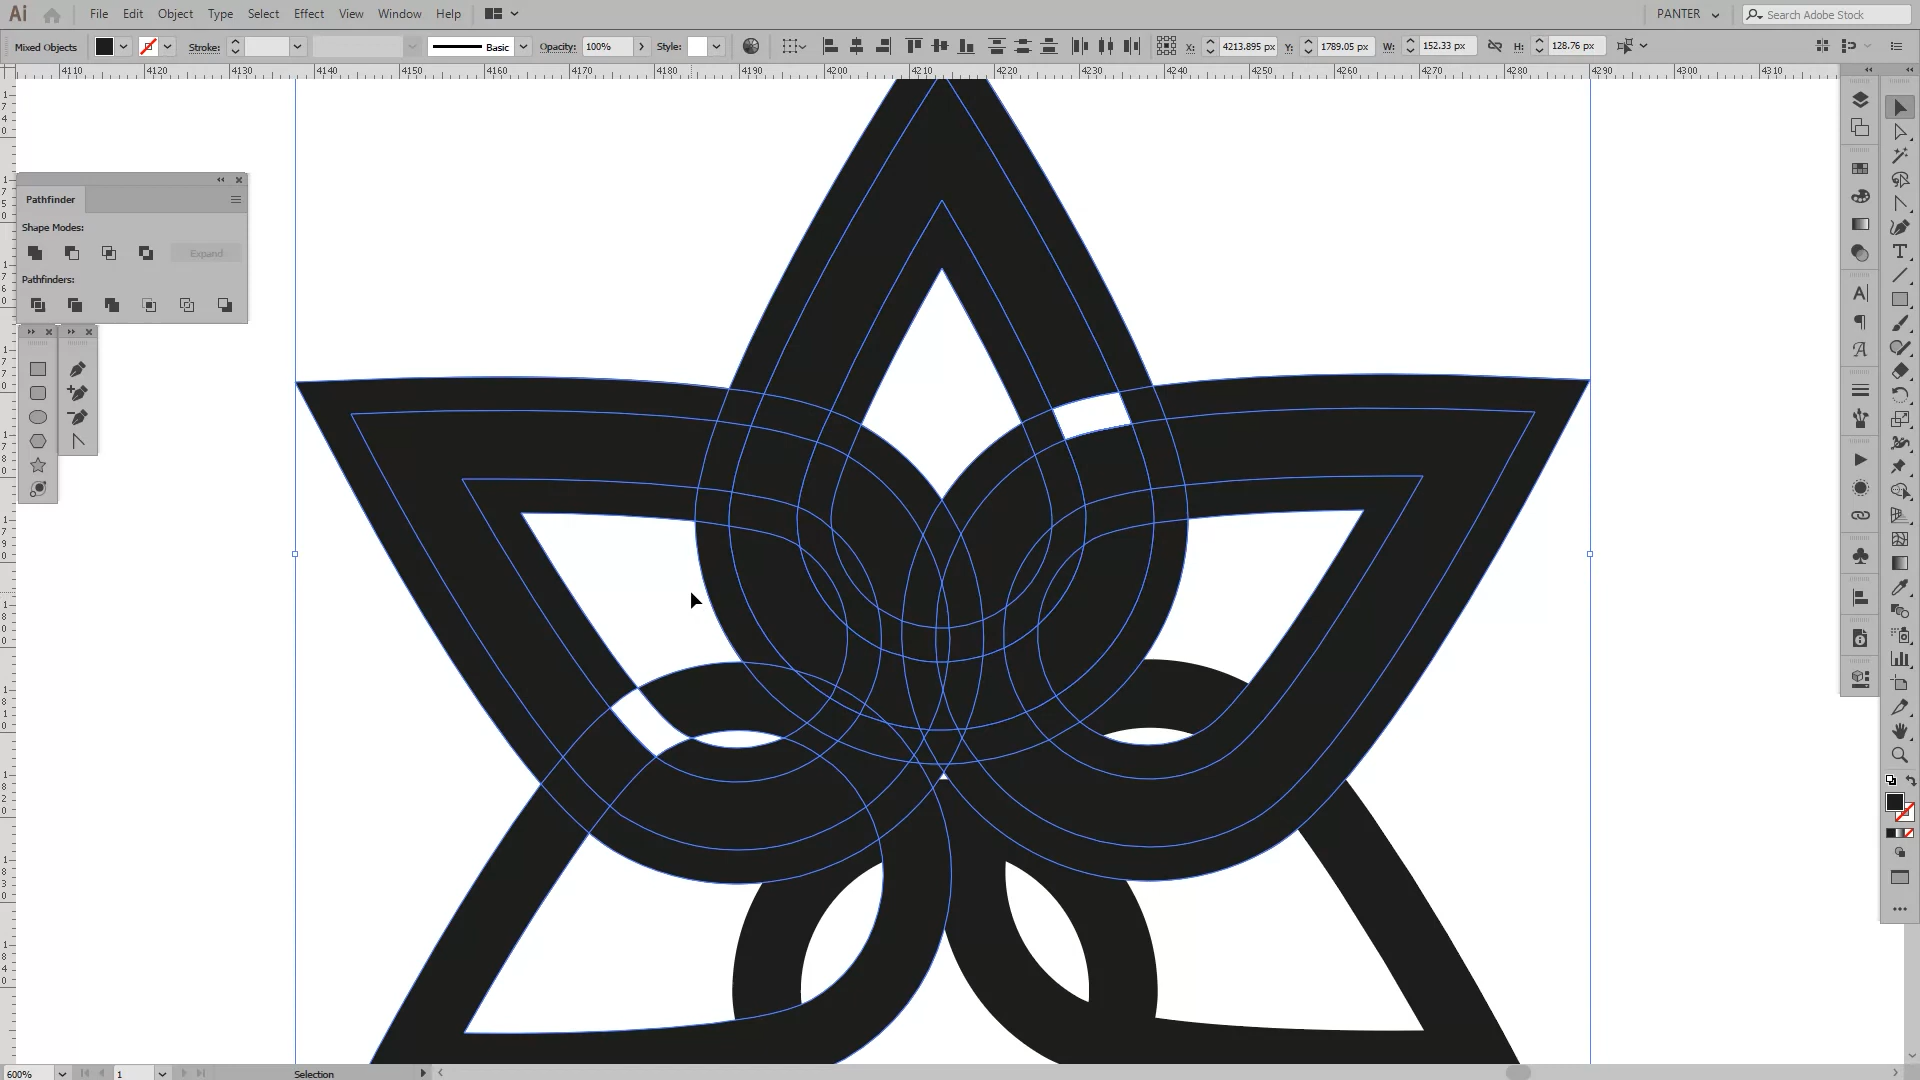 Ai File Edit Object Type Select Effect View Window Help PANTER Search Adobe Stock
Mixed Objects Stroke: Basic Opacity: 100% Style: X: 4213.895 px Y: 1789.05 px W: 152.33 px H: 128.76 px
4110 4120 4130 4140 4150 4160 4170 4180 4190 4200 4210 4220 4230 4240 4250 4260 4270 4280 4290 4300 4310
Pathfinder
Shape Modes:
Expand
Pathfinders:
600% 1 Selection